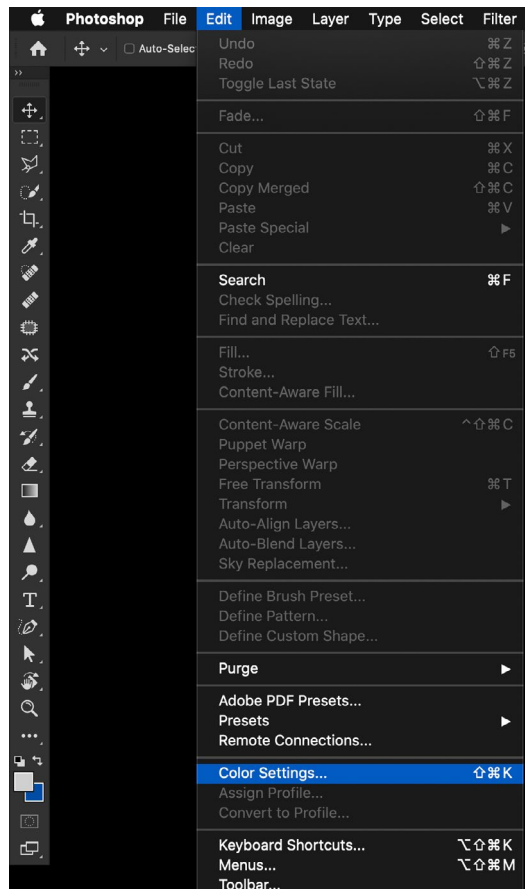 Photoshop File Edit Image Layer Type Select Filter
Auto-Selec
Undo ⌘Z
Redo ⇧⌘Z
Toggle Last State ⌥⌘Z
Fade... ⇧⌘F
Cut ⌘X
Copy ⌘C
Copy Merged ⇧⌘C
Paste ⌘V
Paste Special ▶
Clear
Search ⌘F
Check Spelling...
Find and Replace Text...
Fill... ⇧F5
Stroke...
Content-Aware Fill...
Content-Aware Scale ^⇧⌘C
Puppet Warp
Perspective Warp
Free Transform ⌘T
Transform ▶
Auto-Align Layers...
Auto-Blend Layers...
Sky Replacement...
Define Brush Preset...
Define Pattern...
Define Custom Shape...
Purge ▶
Adobe PDF Presets...
Presets ▶
Remote Connections...
Color Settings... ⇧⌘K
Assign Profile...
Convert to Profile...
Keyboard Shortcuts... ⌥⇧⌘K
Menus... ⌥⇧⌘M
Toolbar...